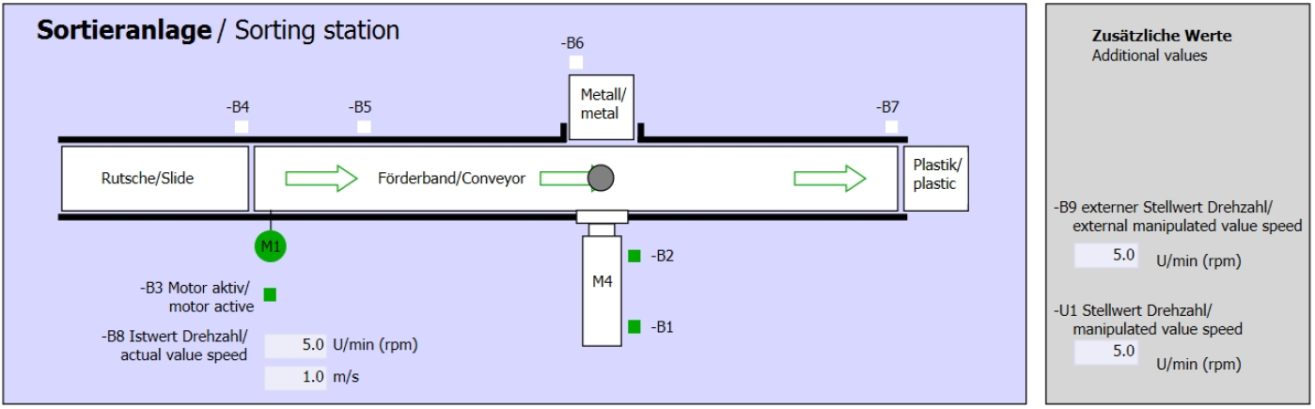 Sortieranlage / Sorting station
-B6
Metall/
metal
-B4
-B5
-B7
Rutsche/Slide
Förderband/Conveyor
Plastik/
plastic
M1
-B3 Motor aktiv/
motor active
-B8 Istwert Drehzahl/
actual value speed
5.0 U/min (rpm)
1.0 m/s
M4
-B2
-B1
Zusätzliche Werte
Additional values
-B9 externer Stellwert Drehzahl/
external manipulated value speed
5.0 U/min (rpm)
-U1 Stellwert Drehzahl/
manipulated value speed
5.0 U/min (rpm)